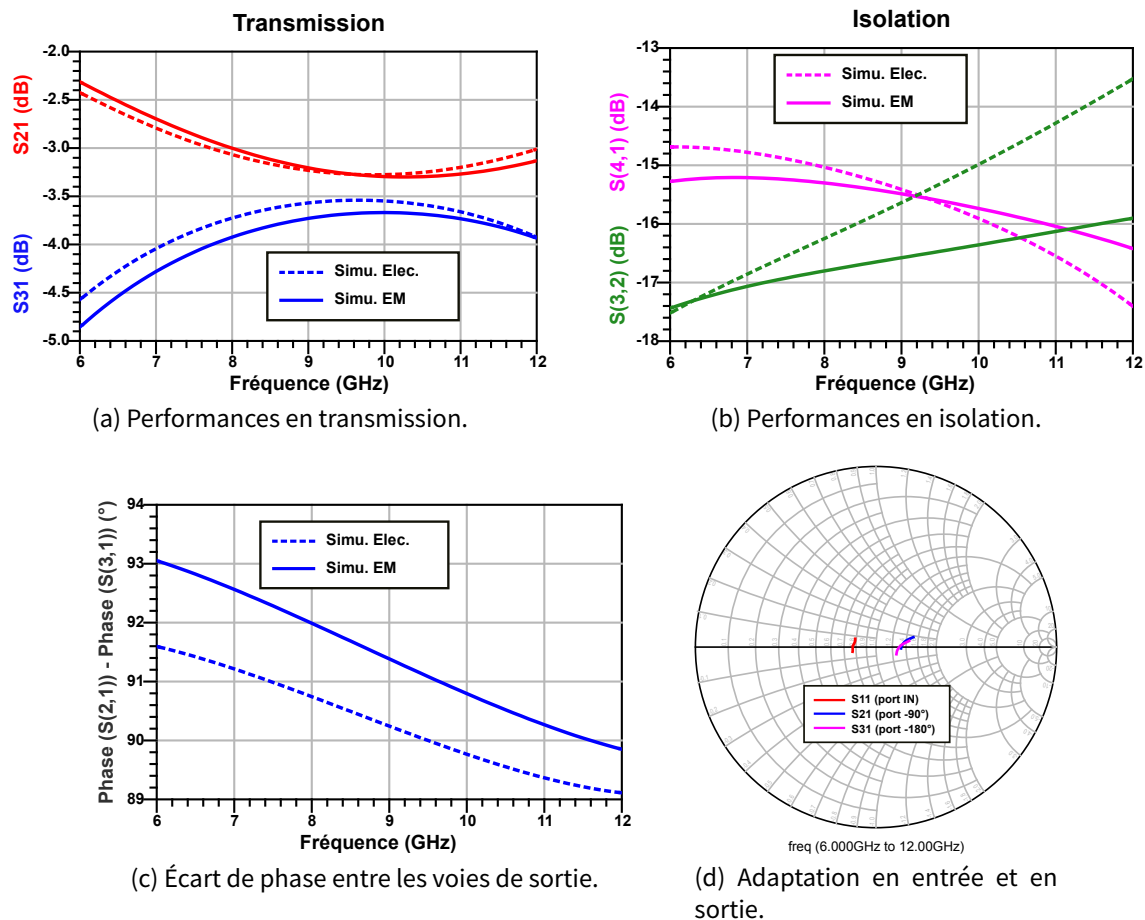 Transmission
-2.0
-2.5
-3.0
-3.5
-4.0
-4.5
-5.0
S21 (dB)
S31 (dB)
Simu. Elec.
Simu. EM
6 7 8 9 10 11 12
Fréquence (GHz)
(a) Performances en transmission.
Isolation
-13
-14
-15
-16
-17
-18
S(4,1) (dB)
S(3,2) (dB)
Simu. Elec.
Simu. EM
6 7 8 9 10 11 12
Fréquence (GHz)
(b) Performances en isolation.
94
93
92
91
90
89
Phase (S(2,1)) - Phase (S(3,1)) (°)
Simu. Elec.
Simu. EM
6 7 8 9 10 11 12
Fréquence (GHz)
(c) Écart de phase entre les voies de sortie.
S11 (port IN)
S21 (port -90°)
S31 (port -180°)
freq (6.000GHz to 12.00GHz)
(d) Adaptation en entrée et en
sortie.